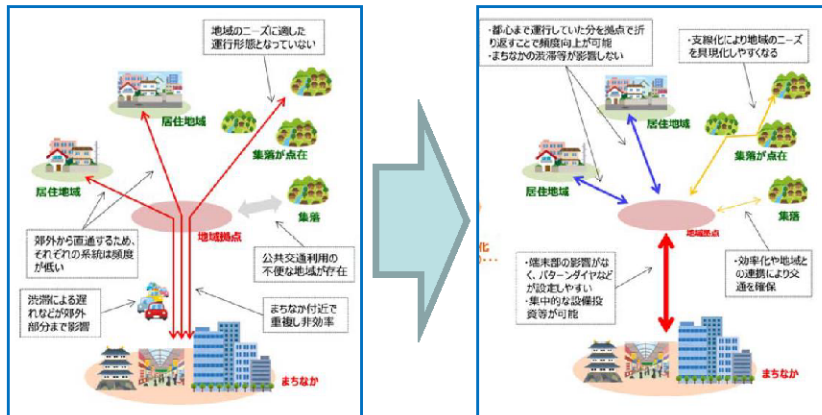 地域のニーズに適した
運行形態となっていない
居住地域
居住地域
集落が点在
集落
地域拠点
郊外から直通するため、
それぞれの系統は頻度
が低い
公共交通利用の
不便な地域が存在
渋滞による遅
れなどが郊外
部分まで影響
まちなか付近で
重複し非効率
まちなか
・都心まで運行していた分を拠点で折
り返すことで頻度向上が可能
・まちなかの渋滞等が影響しない
・支線化により地域のニーズ
を具現化しやすくなる
居住地域
居住地域
集落が点在
集落
地域拠点
化
・端末部の影響がな
く、パターンダイヤなど
が設定しやすい
・集中的な設備投
資等が可能
・効率化や地域と
の連携により交
通を確保
まちなか